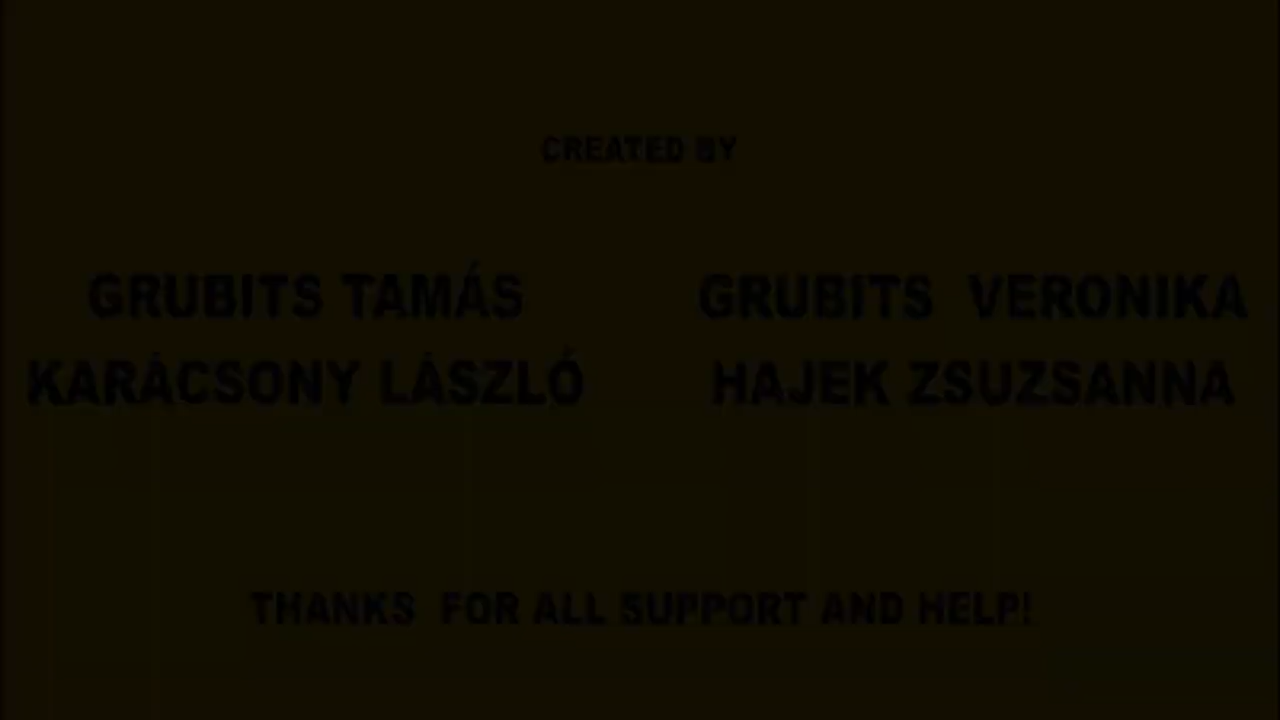 CREATED BY
GRUBITS TAMÁS GRUBITS VERONIKA
KARÁCSONY LÁSZLÓ HAJEK ZSUZSANNA
THANKS FOR ALL SUPPORT AND HELP!